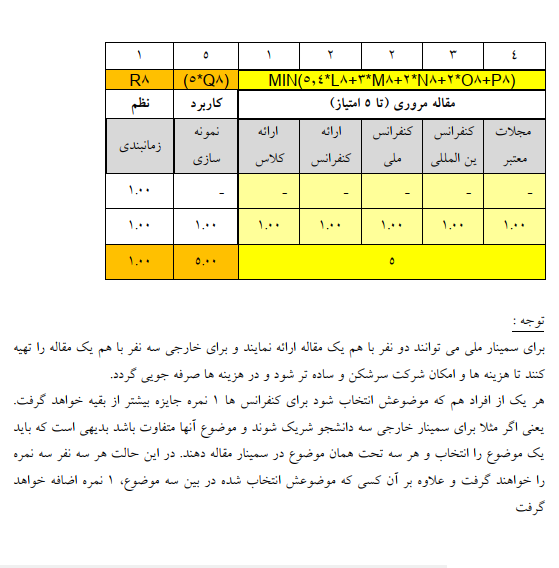 ۴ ۳ ۲ ۲ ۱ ۵ ۱
MIN(۵,۴*L۸+۳*M۸+۲*N۸+۲*O۸+P۸) (۵*Q۸) R۸
مقاله مروری (تا ۵ امتیاز) کاربرد نظم
مجلات کنفرانس کنفرانس ارائه ارائه نمونه زمانبندی
معتبر ین المللی ملی کنفرانس کلاس سازی
- - - - - - ۱.۰۰
۱.۰۰ ۱.۰۰ ۱.۰۰ ۱.۰۰ ۱.۰۰ ۱.۰۰ ۱.۰۰
۵ ۵.۰۰ ۱.۰۰
توجه :
برای سمینار ملی می توانند دو نفر با هم یک مقاله ارائه نمایند و برای خارجی سه نفر با هم یک مقاله را تهیه
کنند تا هزینه ها و امکان شرکت سرشکن و ساده تر شود و در هزینه ها صرفه جویی گردد.
هر یک از افراد هم که موضوعش انتخاب شود برای کنفرانس ها ۱ نمره جایزه بیشتر از بقیه خواهد گرفت.
یعنی اگر مثلا برای سمینار خارجی سه دانشجو شریک شوند و موضوع آنها متفاوت باشد بدیهی است که باید
یک موضوع را انتخاب و هر سه تحت همان موضوع در سمینار مقاله دهند. در این حالت هر سه نفر سه نمره
را خواهند گرفت و علاوه بر آن کسی که موضوعش انتخاب شده در بین سه موضوع، ۱ نمره اضافه خواهد
گرفت